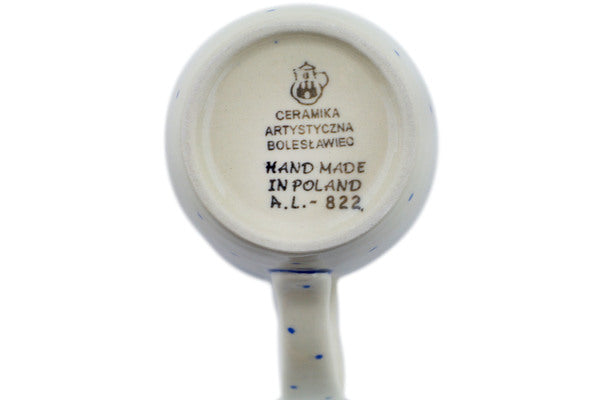 CERAMIKA
ARTYSTYCZNA
BOLESŁAWIEC
HAND MADE
IN POLAND
A.L.- 822